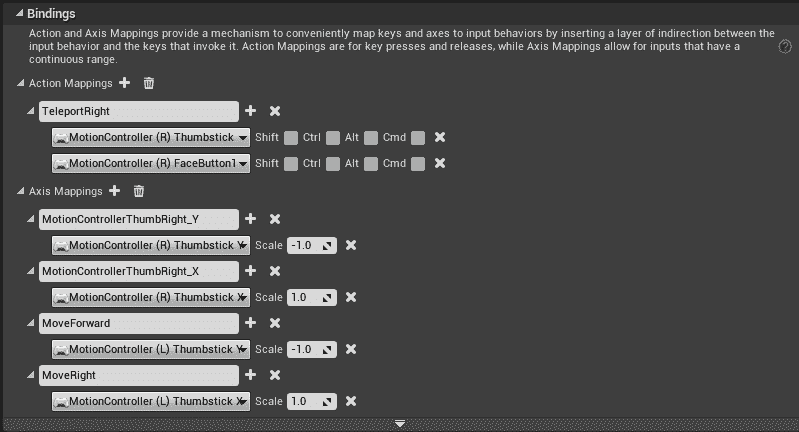 Bindings
Action and Axis Mappings provide a mechanism to conveniently map keys and axes to input behaviors by inserting a layer of indirection between the
input behavior and the keys that invoke it. Action Mappings are for key presses and releases, while Axis Mappings allow for inputs that have a
continuous range.
Action Mappings
TeleportRight
MotionController (R) Thumbstick Shift Ctrl Alt Cmd
MotionController (R) FaceButton1 Shift Ctrl Alt Cmd
Axis Mappings
MotionControllerThumbRight_Y
MotionController (R) Thumbstick Y Scale -1.0
MotionControllerThumbRight_X
MotionController (R) Thumbstick X Scale 1.0
MoveForward
MotionController (L) Thumbstick Y Scale -1.0
MoveRight
MotionController (L) Thumbstick X Scale 1.0